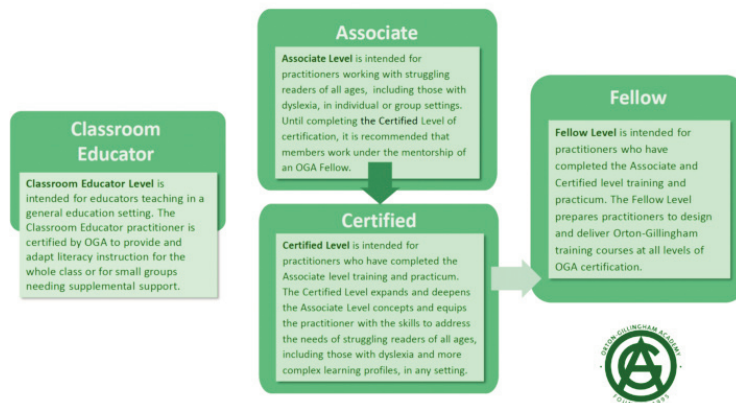 Classroom
Educator
Classroom Educator Level is
intended for educators teaching in a
general education setting. The
Classroom Educator practitioner is
certified by OGA to provide and
adapt literacy instruction for the
whole class or for small groups
needing supplemental support.
Associate
Associate Level is intended for
practitioners working with struggling
readers of all ages, including those with
dyslexia, in individual or group settings.
Until completing the Certified Level of
certification, it is recommended that
members work under the mentorship of
an OGA Fellow.
Certified
Certified Level is intended for
practitioners who have completed the
Associate level training and practicum.
The Certified Level expands and deepens
the Associate Level concepts and equips
the practitioner with the skills to address
the needs of struggling readers of all ages,
including those with dyslexia and more
complex learning profiles, in any setting.
Fellow
Fellow Level is intended for
practitioners who have
completed the Associate and
Certified level training and
practicum. The Fellow Level
prepares practitioners to design
and deliver Orton-Gillingham
training courses at all levels of
OGA certification.
ORTON GILLINGHAM ACADEMY